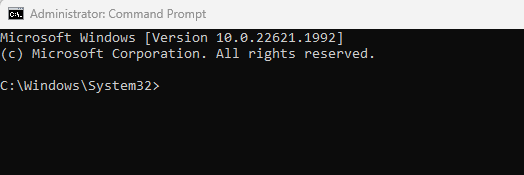 Administrator: Command Prompt
Microsoft Windows [Version 10.0.22621.1992]
(c) Microsoft Corporation. All rights reserved.
C:\Windows\System32>